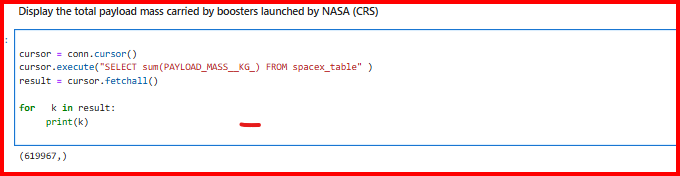 Display the total payload mass carried by boosters launched by NASA (CRS)
:
cursor = conn.cursor()
cursor.execute("SELECT sum(PAYLOAD_MASS__KG_) FROM spacex_table" )
result = cursor.fetchall()
for k in result:
print(k)
(619967,)